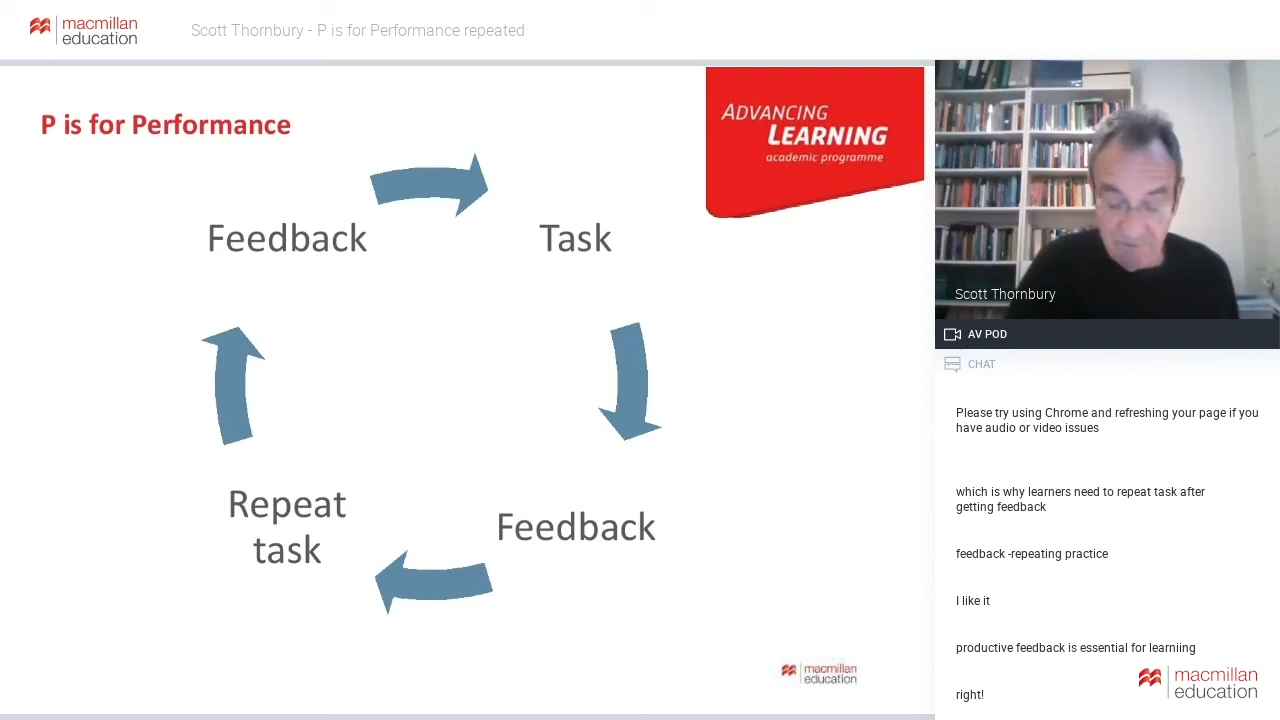 macmillan
education
Scott Thornbury - P is for Performance repeated
P is for Performance
ADVANCING
LEARNING
academic programme
Feedback
Task
Repeat
task
Feedback
macmillan
education
Scott Thornbury
AV POD
CHAT
Please try using Chrome and refreshing your page if you
have audio or video issues
which is why learners need to repeat task after
getting feedback
feedback -repeating practice
I like it
productive feedback is essential for learniing
right!
macmillan
education